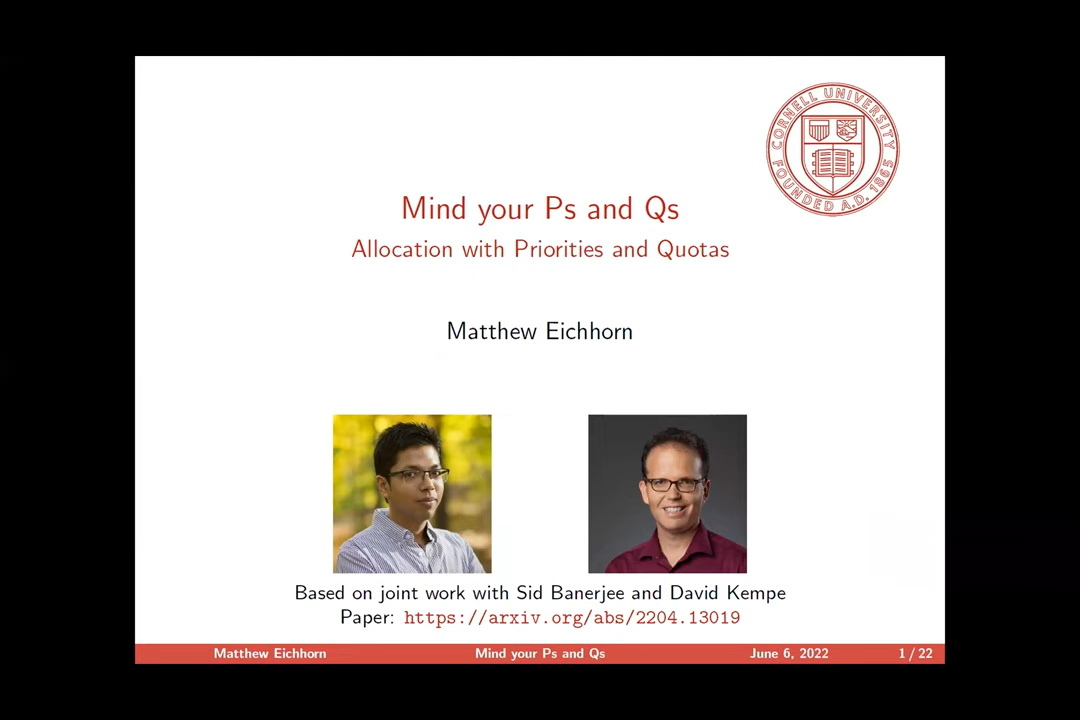 CORNELL UNIVERSITY
FOUNDED A.D. 1865
Mind your Ps and Qs
Allocation with Priorities and Quotas
Matthew Eichhorn
Based on joint work with Sid Banerjee and David Kempe
Paper: https://arxiv.org/abs/2204.13019
Matthew Eichhorn Mind your Ps and Qs June 6, 2022 1 / 22